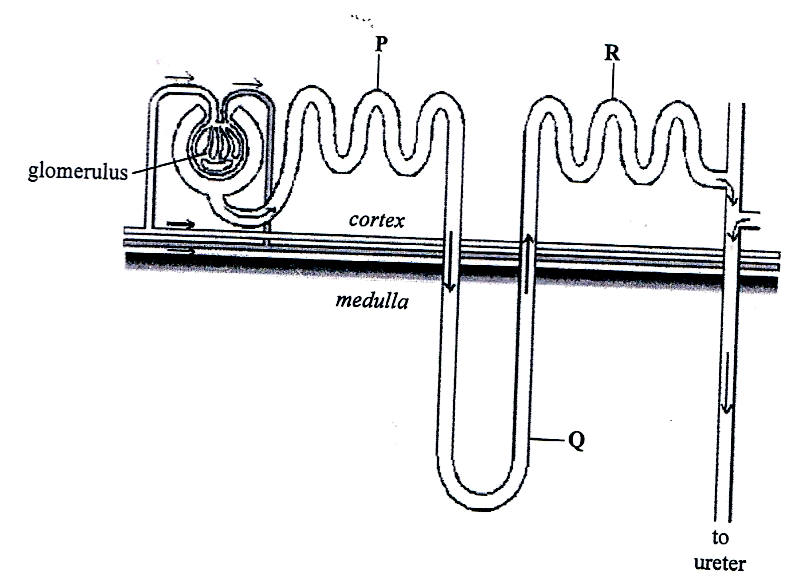 P
R
glomerulus
cortex
medulla
Q
to
ureter